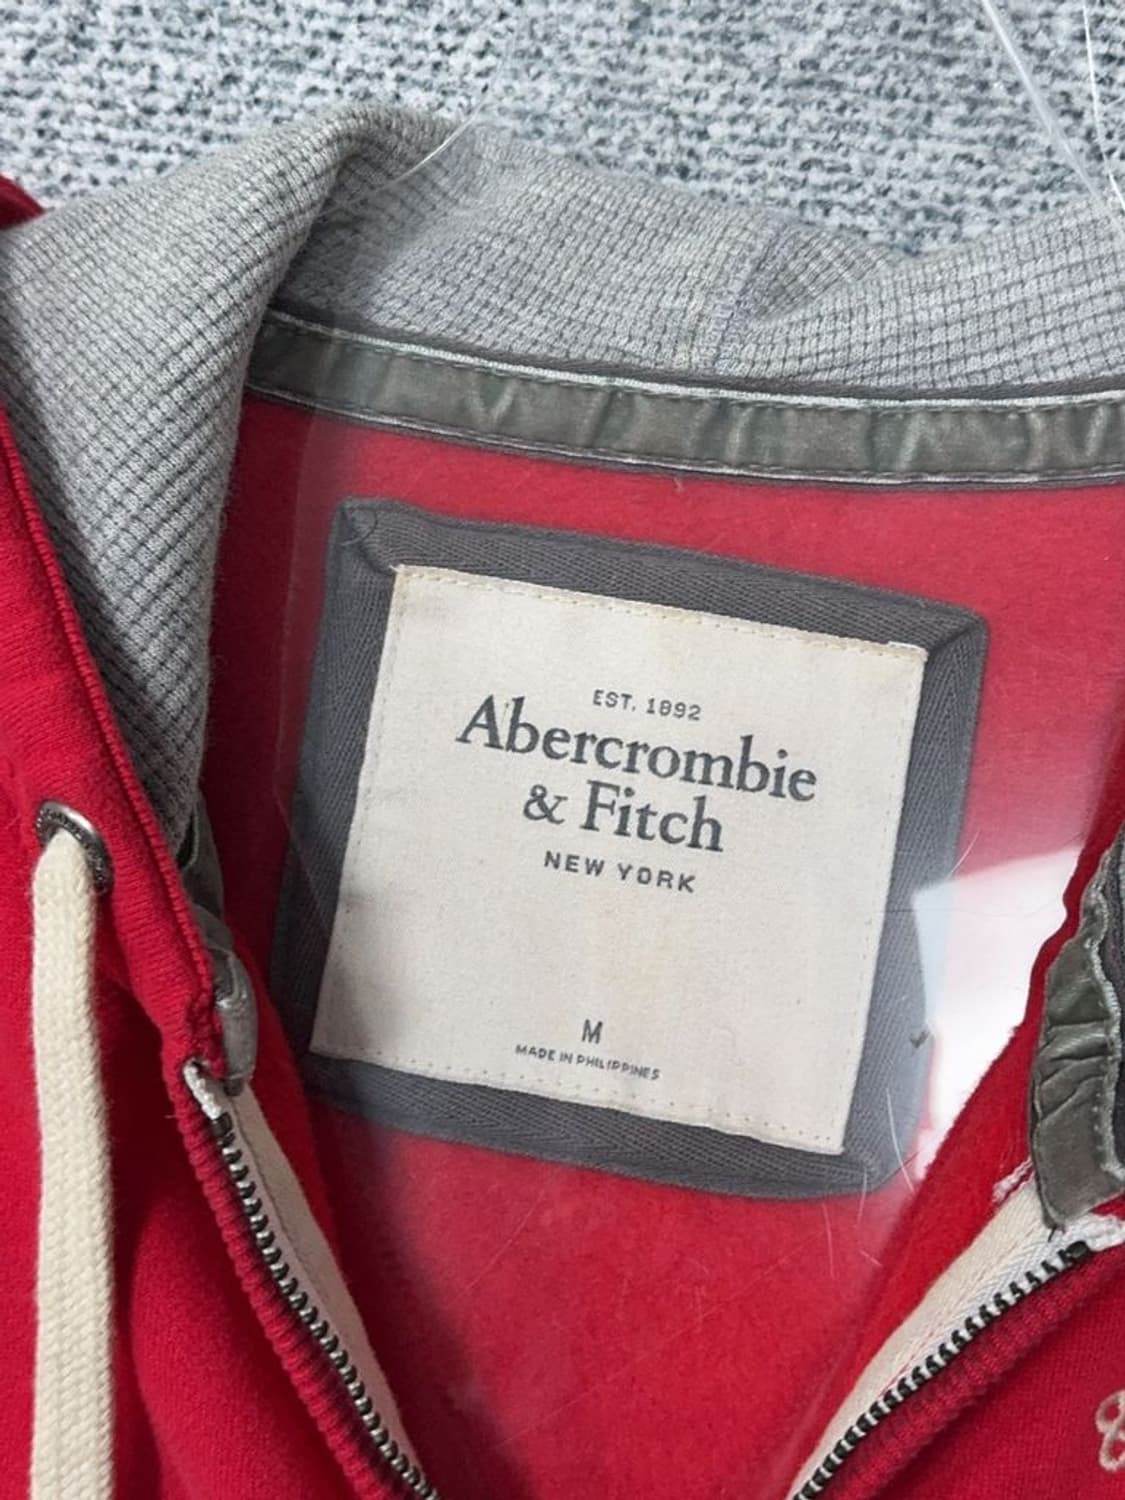 EST. 1892
Abercrombie
& Fitch
NEW YORK
M
MADE IN PHILIPPINES